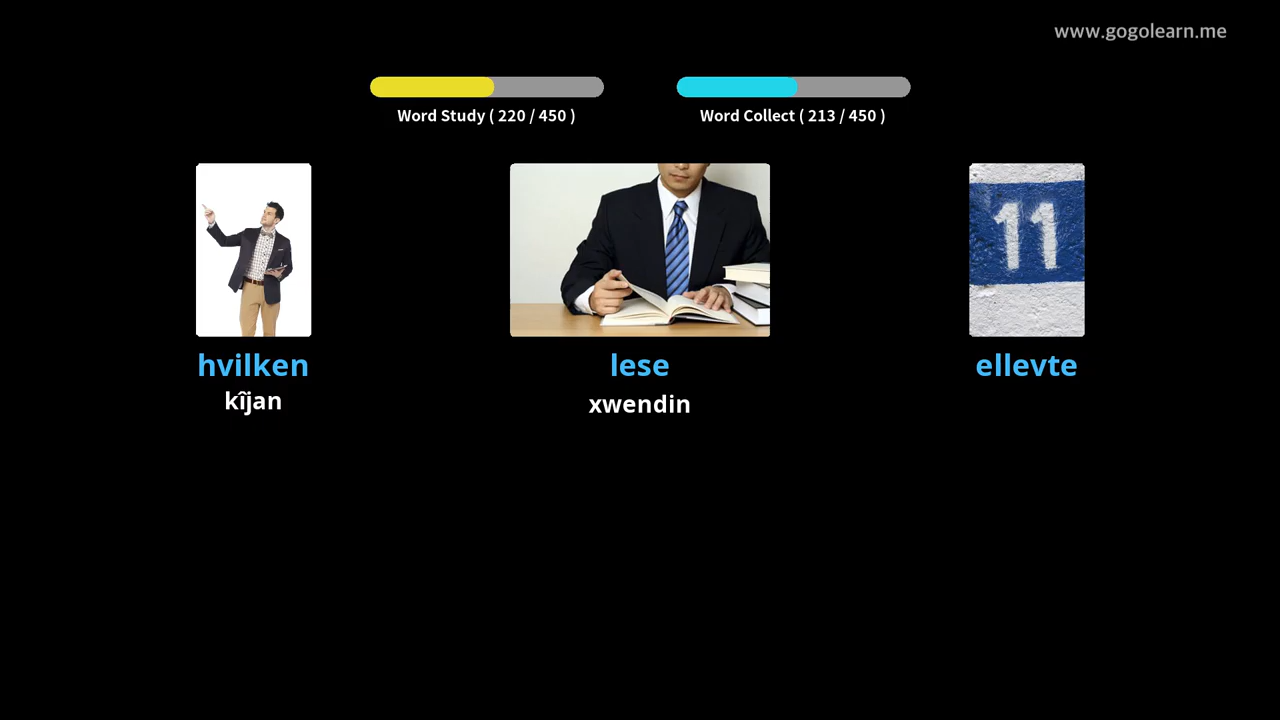 www.gogolearn.me
Word Study ( 220 / 450 )
Word Collect ( 213 / 450 )
11
hvilken
lese
ellevte
kîjan
xwendin